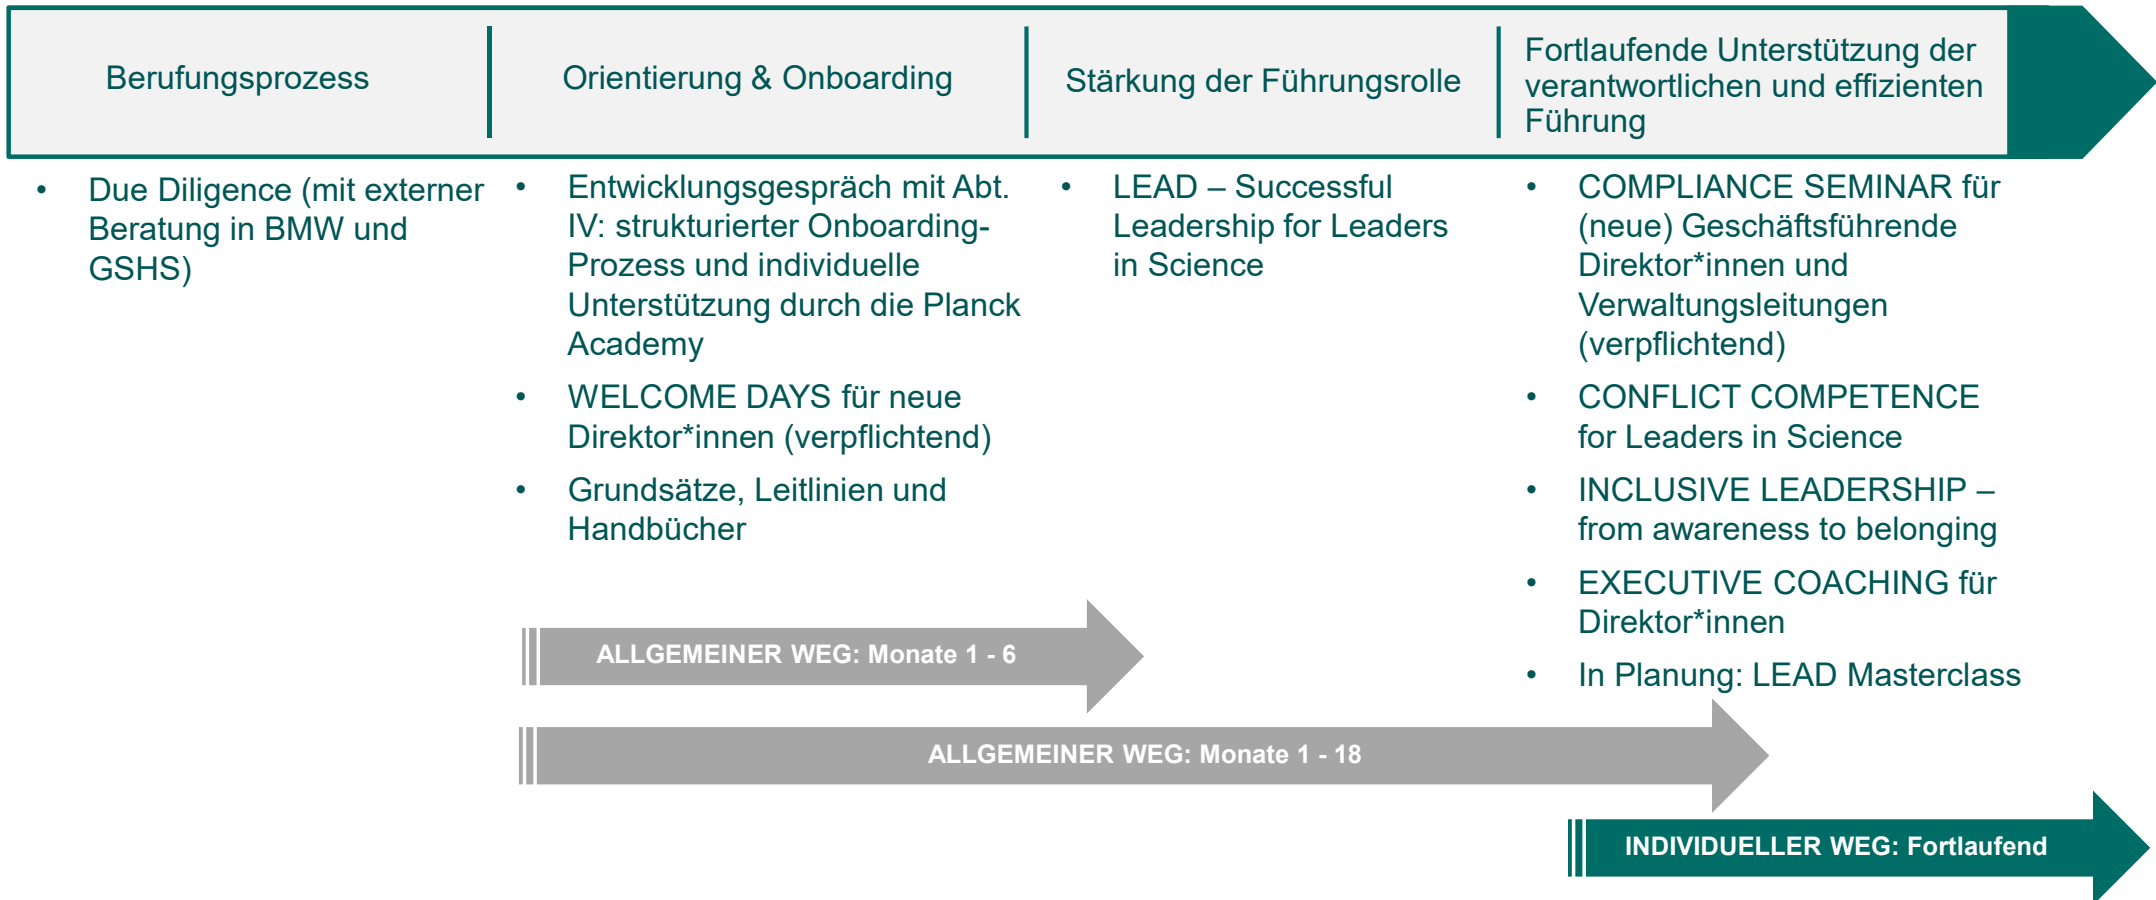 Berufungsprozess
Orientierung & Onboarding
Stärkung der Führungsrolle
Fortlaufende Unterstützung der
verantwortlichen und effizienten
Führung
• Due Diligence (mit externer
Beratung in BMW und
GSHS)
• Entwicklungsgespräch mit Abt.
IV: strukturierter Onboarding-
Prozess und individuelle
Unterstützung durch die Planck
Academy
• WELCOME DAYS für neue
Direktor*innen (verpflichtend)
• Grundsätze, Leitlinien und
Handbücher
• LEAD – Successful
Leadership for Leaders
in Science
• COMPLIANCE SEMINAR für
(neue) Geschäftsführende
Direktor*innen und
Verwaltungsleitungen
(verpflichtend)
• CONFLICT COMPETENCE
for Leaders in Science
• INCLUSIVE LEADERSHIP –
from awareness to belonging
• EXECUTIVE COACHING für
Direktor*innen
• In Planung: LEAD Masterclass
ALLGEMEINER WEG: Monate 1 - 6
ALLGEMEINER WEG: Monate 1 - 18
INDIVIDUELLER WEG: Fortlaufend